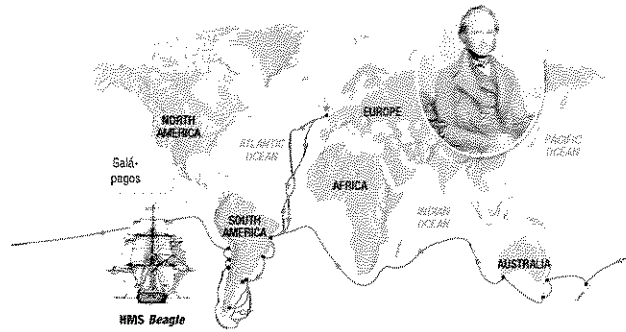 NORTH
AMERICA
EUROPE
ATLANTIC
OCEAN
PACIFIC
OCEAN
Galá-
pagos
AFRICA
SOUTH
AMERICA
INDIAN
OCEAN
AUSTRALIA
HMS Beagle